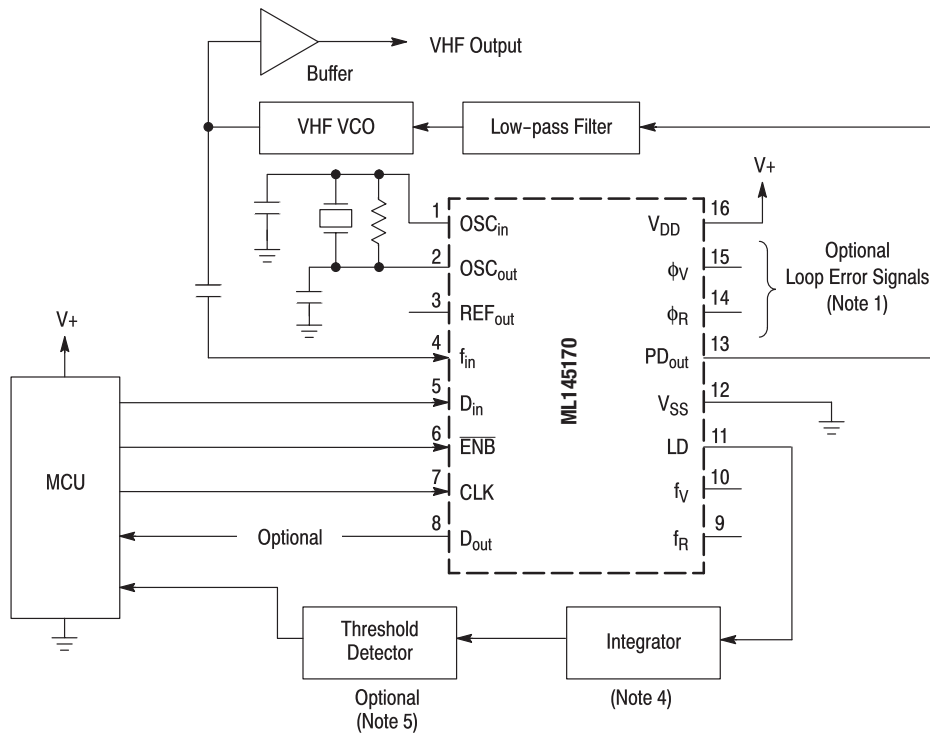 VHF Output
Buffer
VHF VCO
Low-pass Filter
V+
1
OSCin
16
VDD
2
OSCout
15
ϕV
Optional
Loop Error Signals
(Note 1)
3
REFout
14
ϕR
V+
4
fin
ML145170
13
PDout
5
Din
12
VSS
6
ENB
11
LD
MCU
7
CLK
10
fV
Optional
8
Dout
9
fR
Threshold
Detector
Integrator
Optional
(Note 5)
(Note 4)